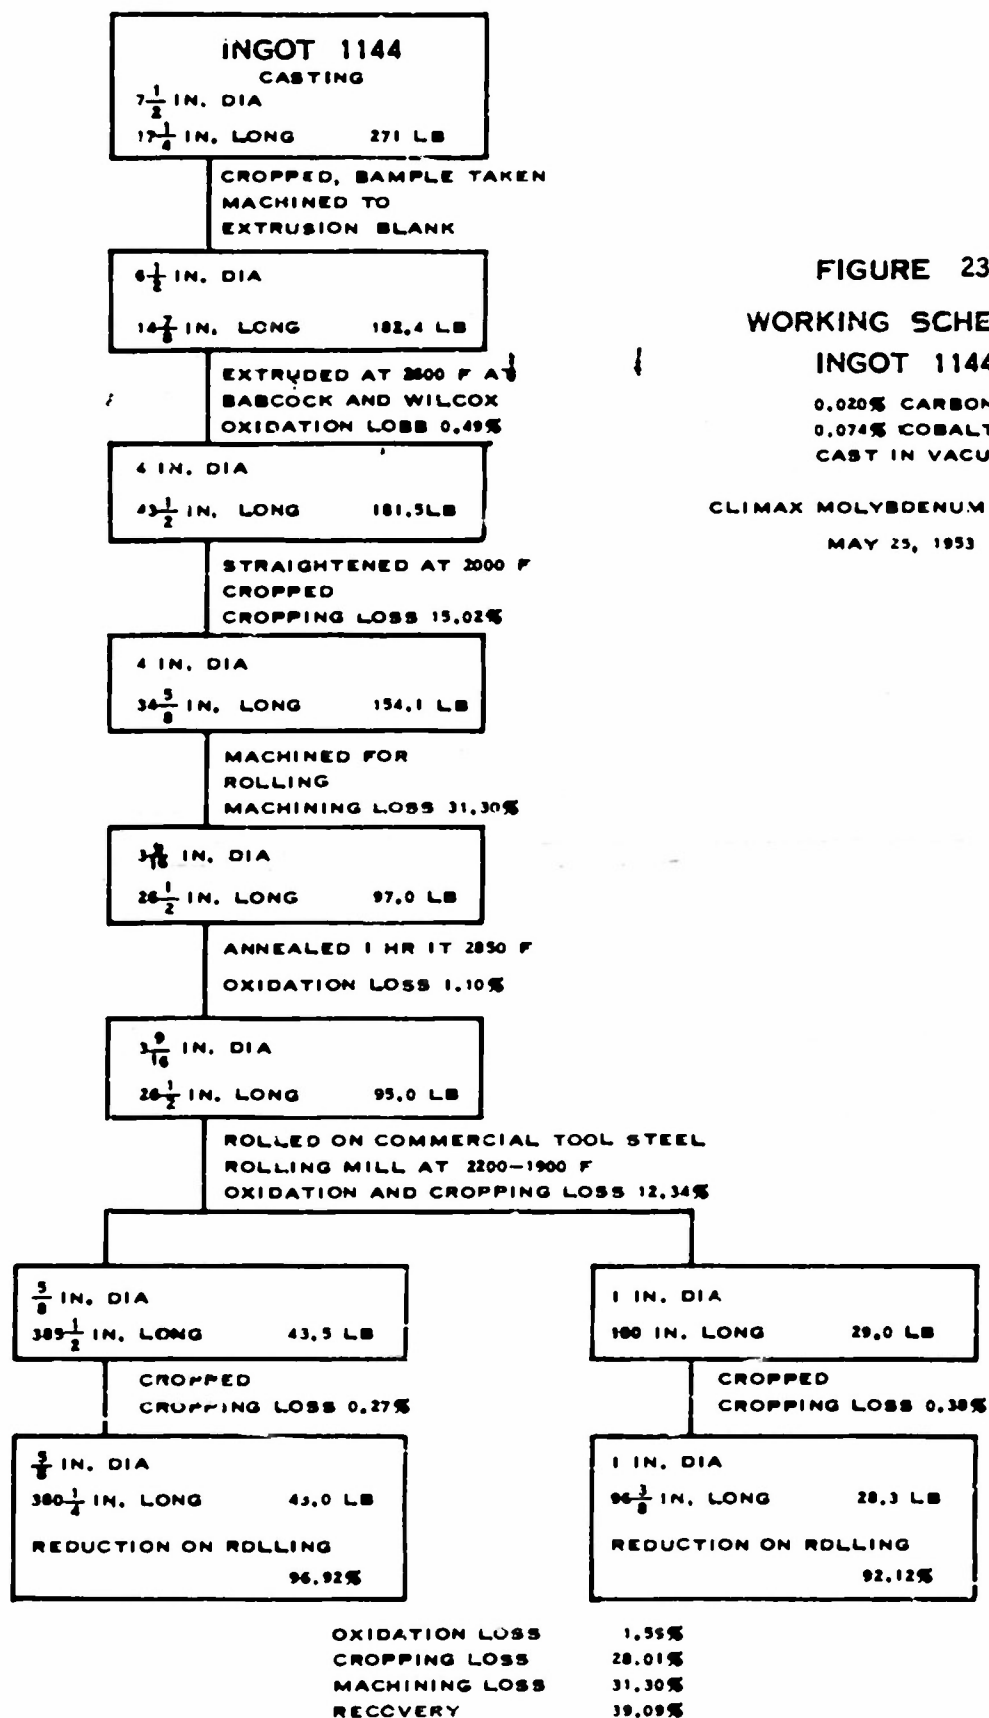 INGOT 1144
CASTING
7 1/2 IN. DIA
17 1/4 IN. LONG 271 LB
CROPPED, SAMPLE TAKEN
MACHINED TO
EXTRUSION BLANK
6 1/2 IN. DIA
14 7/8 IN. LONG 182.4 LB
FIGURE 23
WORKING SCHE
INGOT 1144
0.020% CARBON
0.074% COBALT
CAST IN VACU
CLIMAX MOLYBDENUM
MAY 25, 1953
EXTRUDED AT 2600 F AT
BABCOCK AND WILCOX
OXIDATION LOSS 0.49%
4 IN. DIA
43 1/2 IN. LONG 181.5 LB
STRAIGHTENED AT 2000 F
CROPPED
CROPPING LOSS 15.02%
4 IN. DIA
34 5/8 IN. LONG 154.1 LB
MACHINED FOR
ROLLING
MACHINING LOSS 31.30%
3 9/16 IN. DIA
26 1/2 IN. LONG 97.0 LB
ANNEALED 1 HR IT 2850 F
OXIDATION LOSS 1.10%
3 9/16 IN. DIA
26 1/2 IN. LONG 95.0 LB
ROLLED ON COMMERCIAL TOOL STEEL
ROLLING MILL AT 2200-1900 F
OXIDATION AND CROPPING LOSS 12.34%
5/8 IN. DIA
385 1/2 IN. LONG 43.5 LB
CROPPED
CROPPING LOSS 0.27%
5/8 IN. DIA
380 1/4 IN. LONG 43.0 LB
REDUCTION ON ROLLING
96.92%
1 IN. DIA
100 IN. LONG 29.0 LB
CROPPED
CROPPING LOSS 0.38%
1 IN. DIA
96 3/8 IN. LONG 28.3 LB
REDUCTION ON ROLLING
92.12%
OXIDATION LOSS 1.59%
CROPPING LOSS 28.01%
MACHINING LOSS 31.30%
RECOVERY 39.09%